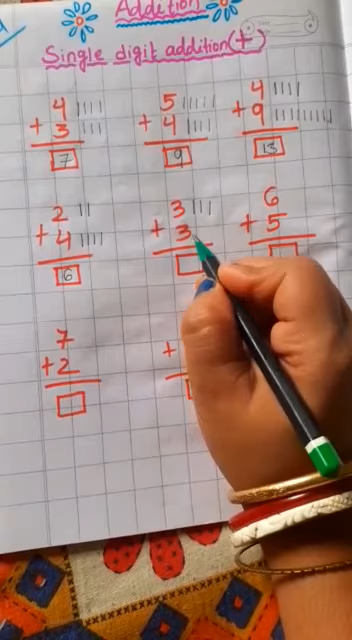 Addition
Single digit addition(+)
4 5 4
+ 3 + 4 + 9
7 9 13
2 3 6
+ 4 + 3 + 5
6
7
+ 2 +